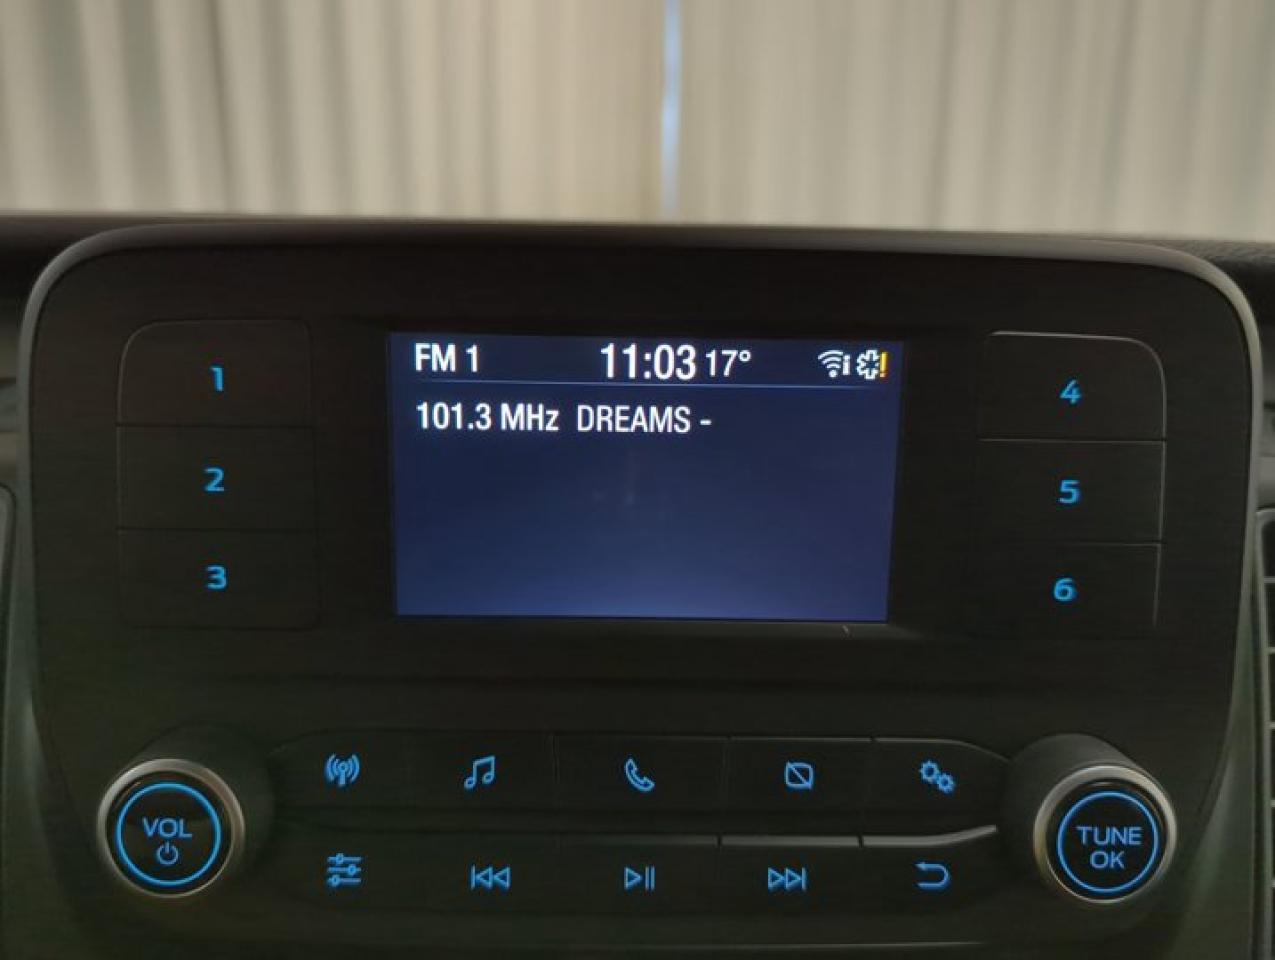 FM 1 11:03 17°
101.3 MHz DREAMS -
1
2
3
4
5
6
VOL
TUNE
OK